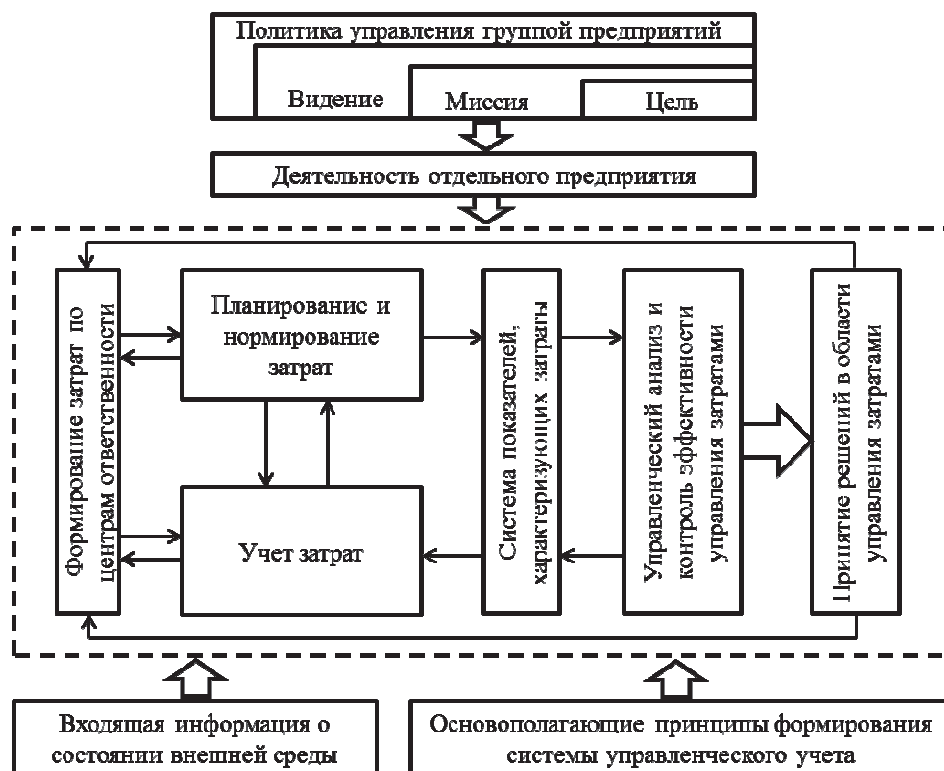 Политика управления группой предприятий
Видение
Миссия
Цель
Деятельность отдельного предприятия
Формирование затрат по
центрам ответственности
Планирование и
нормирование
затрат
Учет затрат
Система показателей,
характеризующих затраты
Управленческий анализ и
контроль эффективности
управления затратами
Принятие решений в области
управления затратами
Входящая информация о
состоянии внешней среды
Основополагающие принципы формирования
системы управленческого учета